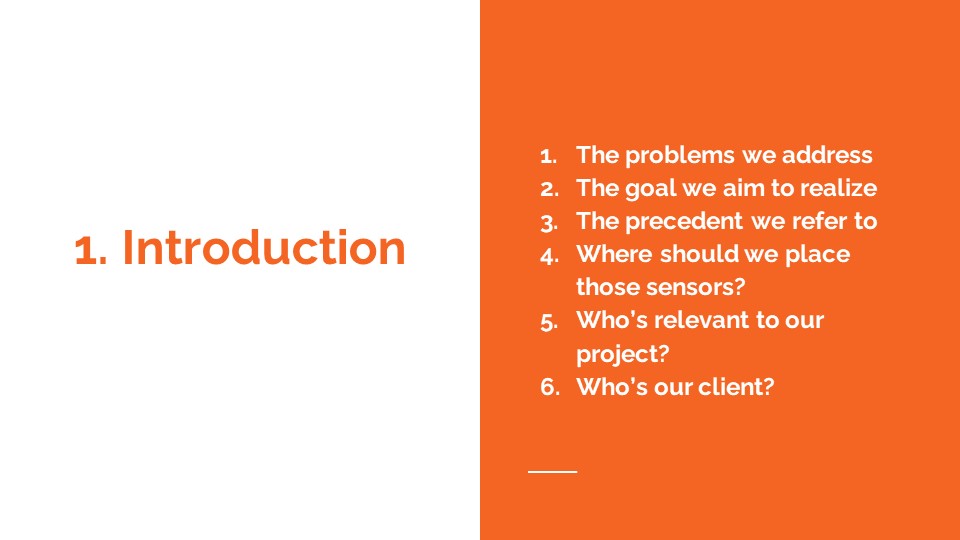 1. Introduction
1. The problems we address
2. The goal we aim to realize
3. The precedent we refer to
4. Where should we place
those sensors?
5. Who's relevant to our
project?
6. Who's our client?